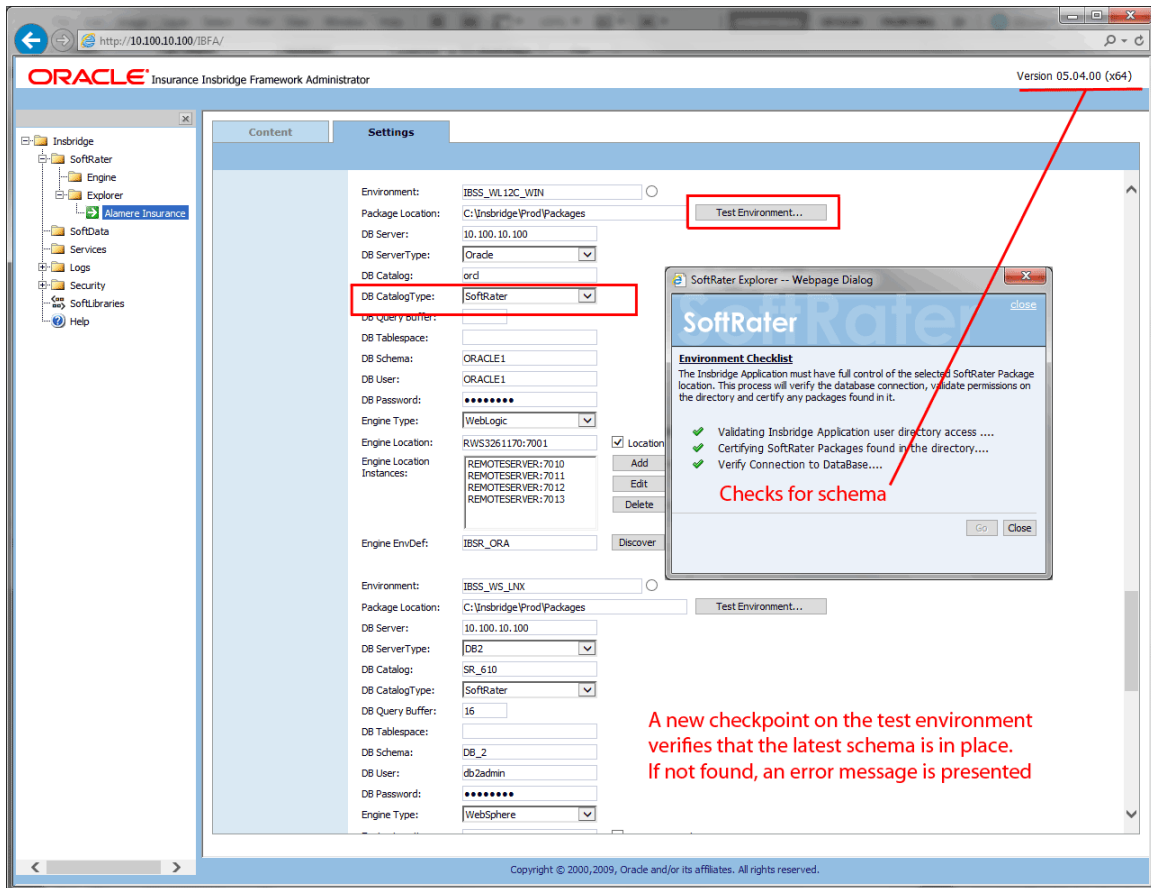 http://10.100.10.100/IBFA/
ORACLE Insurance Insbridge Framework Administrator
Version 05.04.00 (x64)
Insbridge
SoftRater
Engine
Explorer
Alamere Insurance
SoftData
Services
Logs
Security
SoftLibraries
Help
Content
Settings
Environment: IBSS_WL12C_WIN
Package Location: C:\Insbridge\Prod\Packages Test Environment...
DB Server: 10.100.10.100
DB ServerType: Oracle
DB Catalog: orcl
DB CatalogType: SoftRater
DB Query Buffer:
DB Tablespace:
DB Schema: ORACLE1
DB User: ORACLE1
DB Password: ••••••••
Engine Type: WebLogic
Engine Location: RWS3261170:7001 Location
Engine Location
Instances:
REMOTESERVER:7010
REMOTESERVER:7011
REMOTESERVER:7012
REMOTESERVER:7013
Add
Edit
Delete
Engine EnvDef: IBSR_ORA Discover
SoftRater Explorer -- Webpage Dialog
close
SoftRater
SoftRater
Environment Checklist
The Insbridge Application must have full control of the selected SoftRater Package
location. This process will verify the database connection, validate permissions on
the directory and certify any packages found in it.
Validating Insbridge Application user directory access ....
Certifying SoftRater Packages found in the directory....
Verify Connection to DataBase....
Checks for schema
Go Close
Environment: IBSS_WS_LNX
Package Location: C:\Insbridge\Prod\Packages Test Environment...
DB Server: 10.100.10.100
DB ServerType: DB2
DB Catalog: SR_610
DB CatalogType: SoftRater
DB Query Buffer: 16
DB Tablespace:
DB Schema: DB_2
DB User: db2admin
DB Password: ••••••••
Engine Type: WebSphere
A new checkpoint on the test environment
verifies that the latest schema is in place.
If not found, an error message is presented
Copyright © 2000,2009, Oracle and/or its affiliates. All rights reserved.